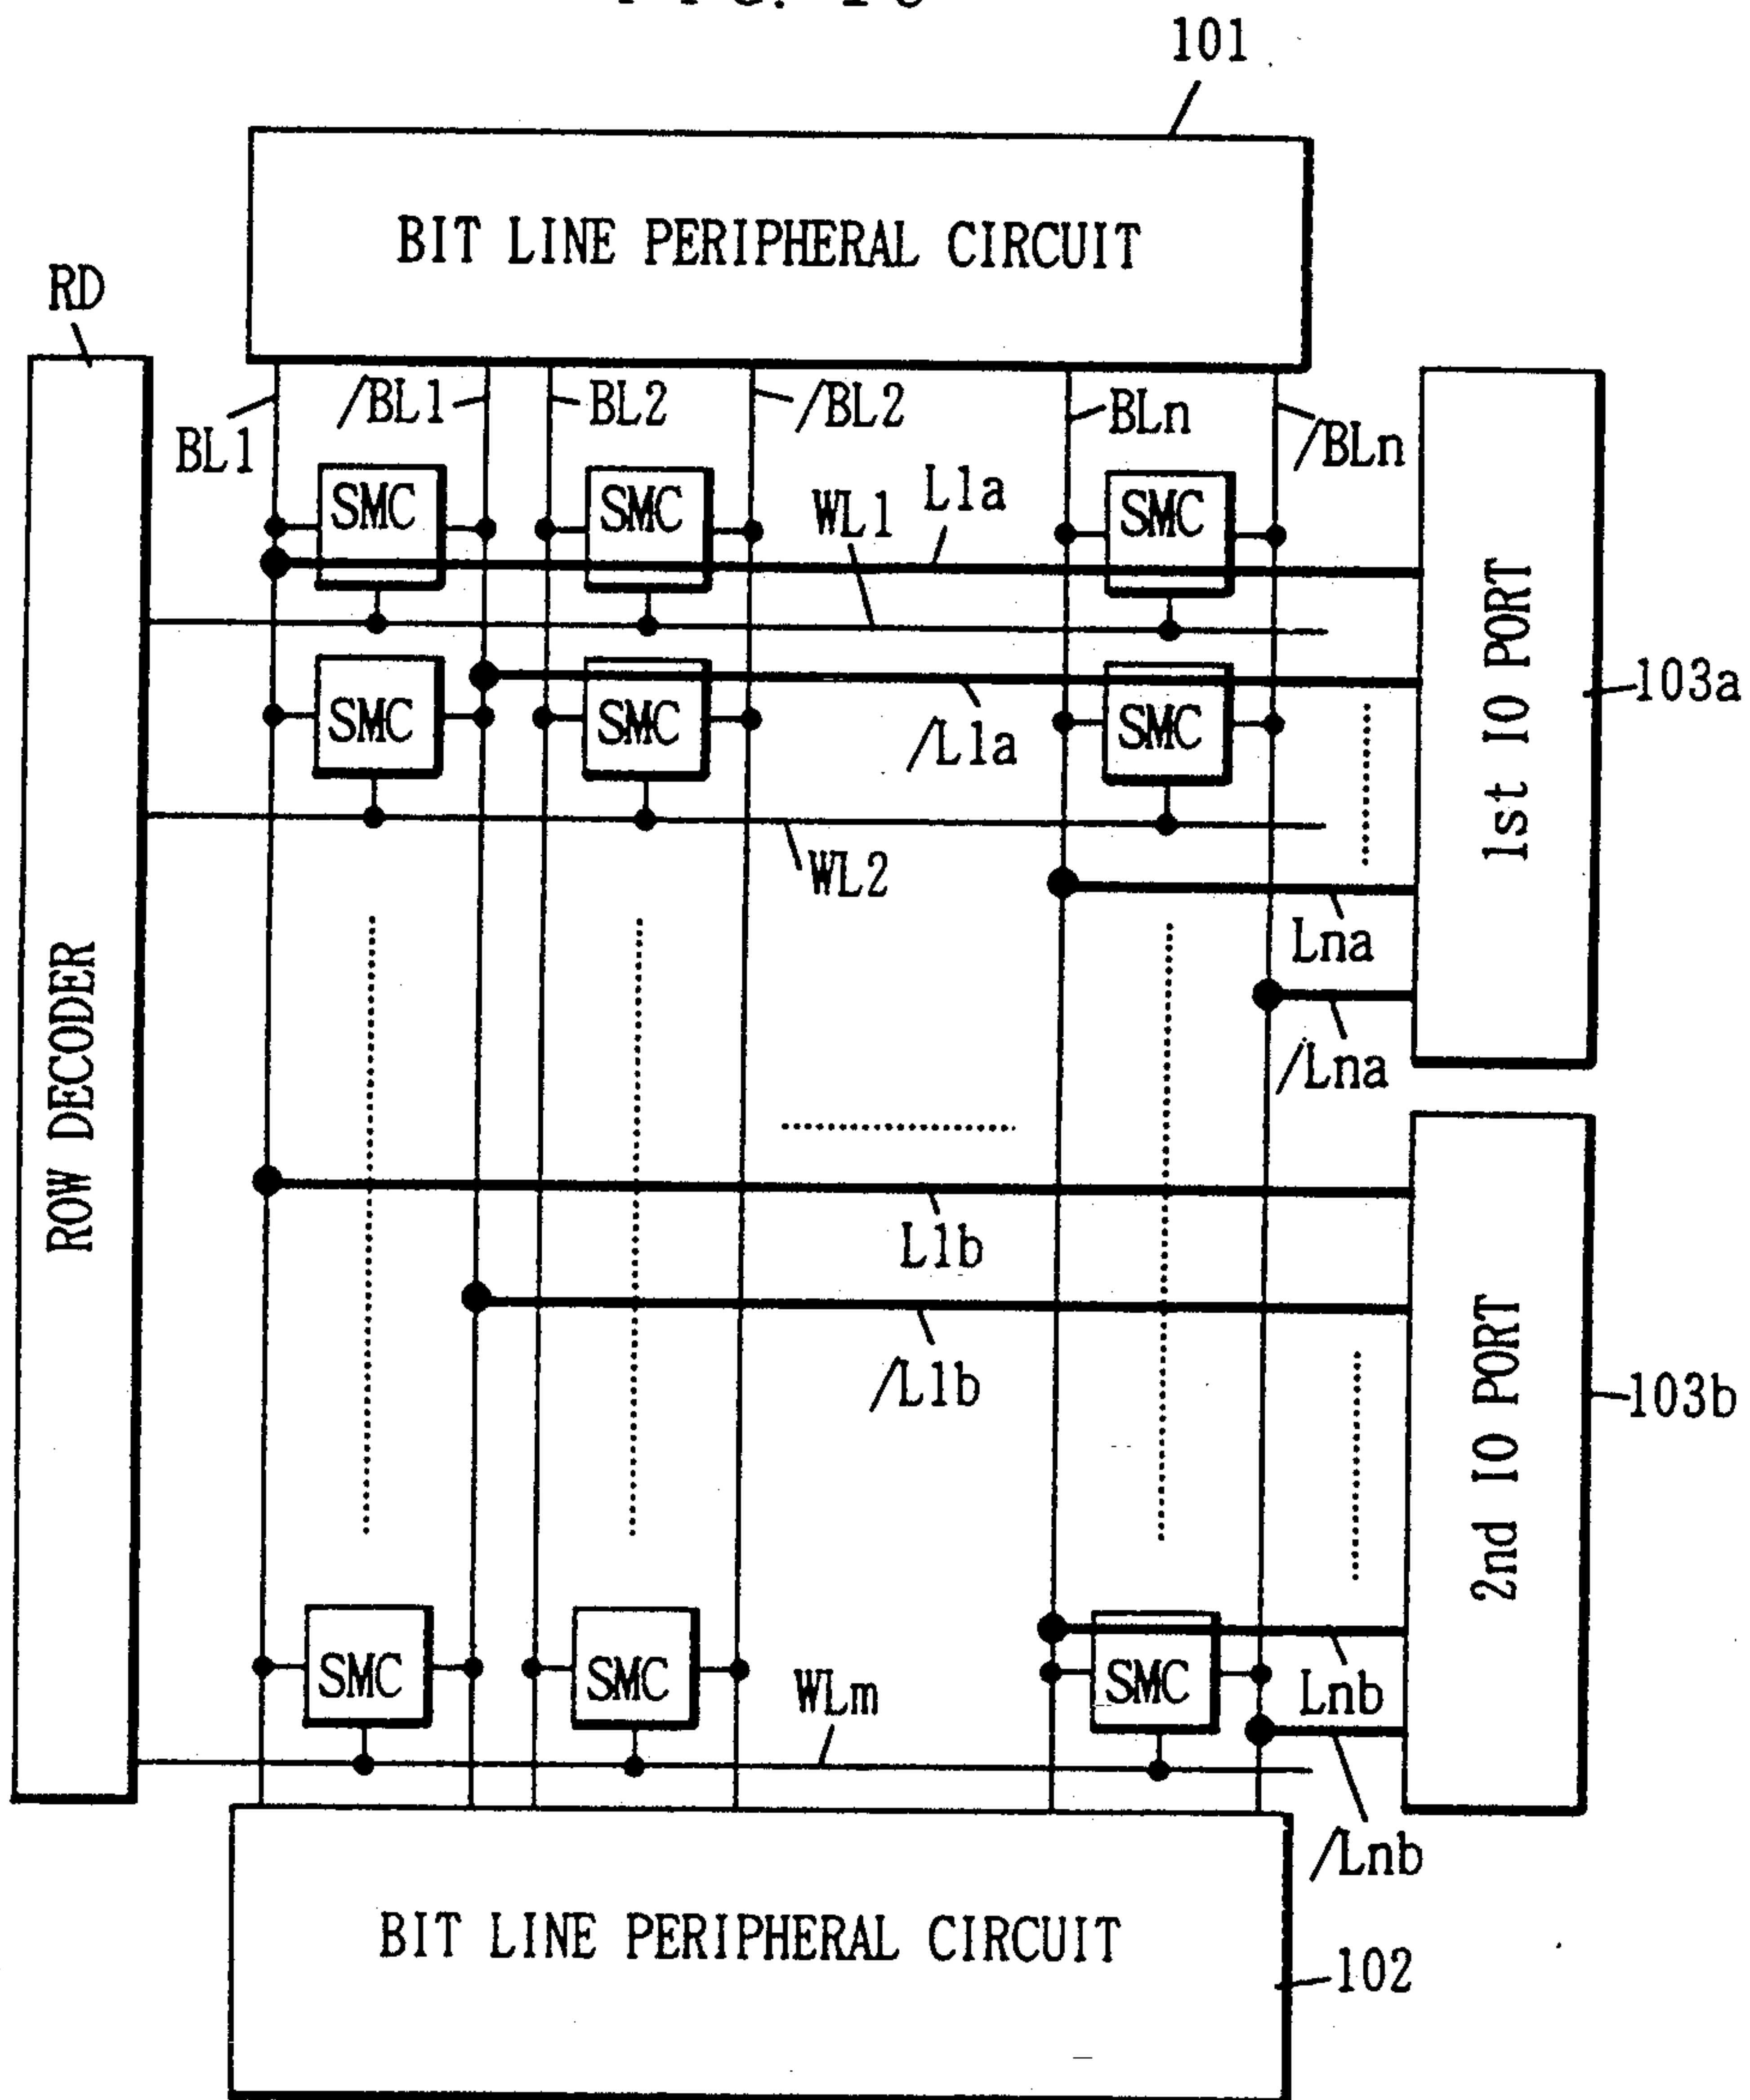 101
BIT LINE PERIPHERAL CIRCUIT
RD
BL1
/BL1
BL2
/BL2
BLn
/BLn
SMC
SMC
SMC
WL1
L1a
SMC
SMC
SMC
/L1a
1st IO PORT
103a
WL2
Lna
/Lna
ROW DECODER
L1b
/L1b
2nd IO PORT
103b
SMC
SMC
SMC
WLm
Lnb
/Lnb
BIT LINE PERIPHERAL CIRCUIT
102